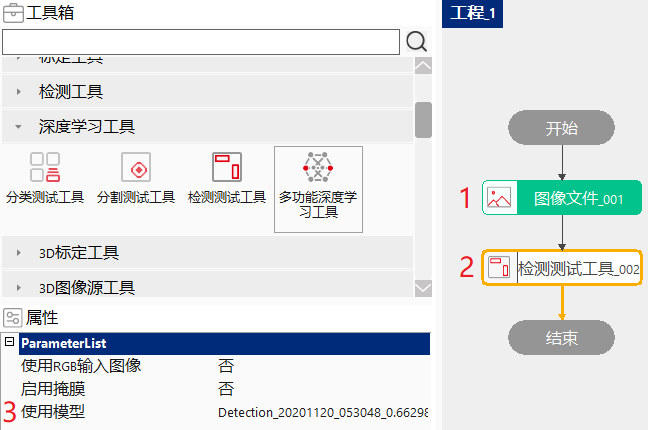 工具箱
标定工具
检测工具
深度学习工具
分类测试工具
分割测试工具
检测测试工具
多功能深度学
习工具
3D标定工具
3D图像源工具
属性
ParameterList
使用RGB输入图像 否
启用掩膜 否
3 使用模型 Detection_20201120_053048_0.66298
工程_1
开始
1 图像文件_001
2 检测测试工具_002
结束